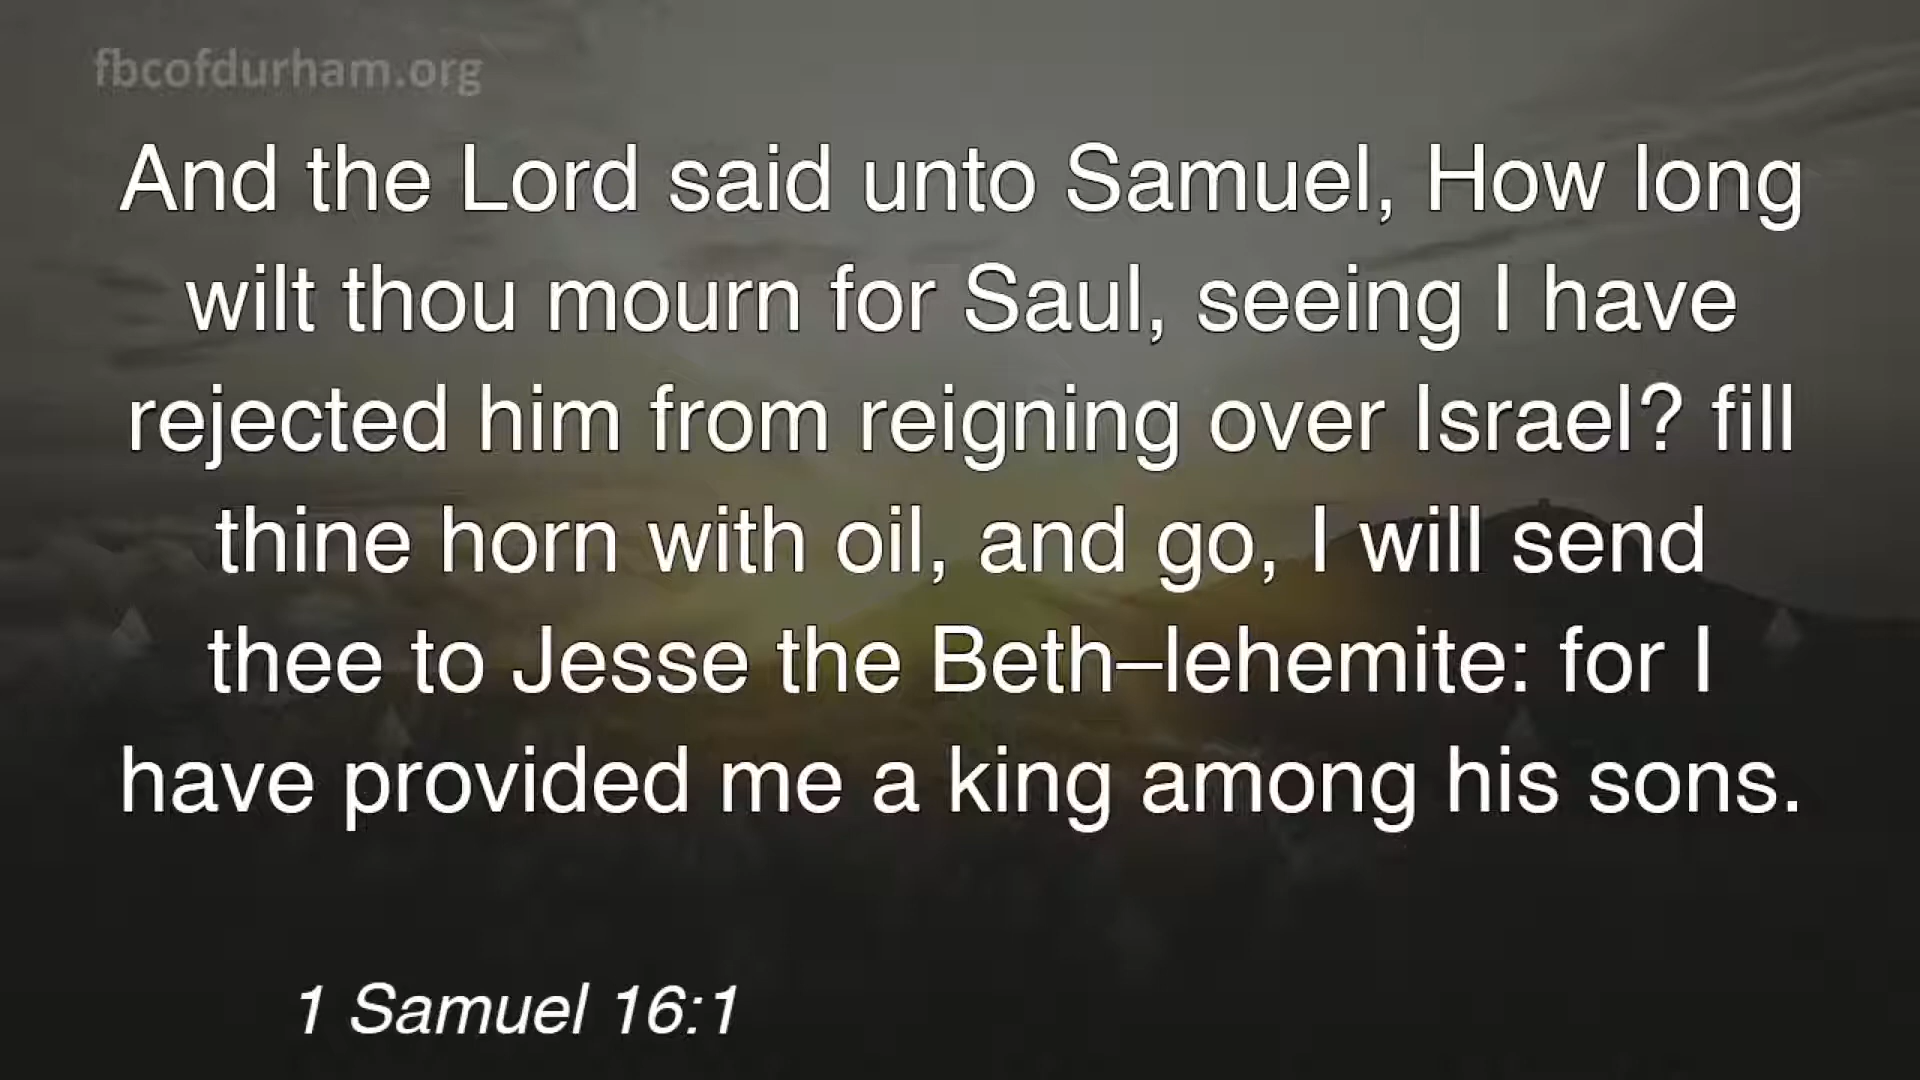 fbcofdurham.org
And the Lord said unto Samuel, How long
wilt thou mourn for Saul, seeing I have
rejected him from reigning over Israel? fill
thine horn with oil, and go, I will send
thee to Jesse the Beth–lehemite: for I
have provided me a king among his sons.
1 Samuel 16:1